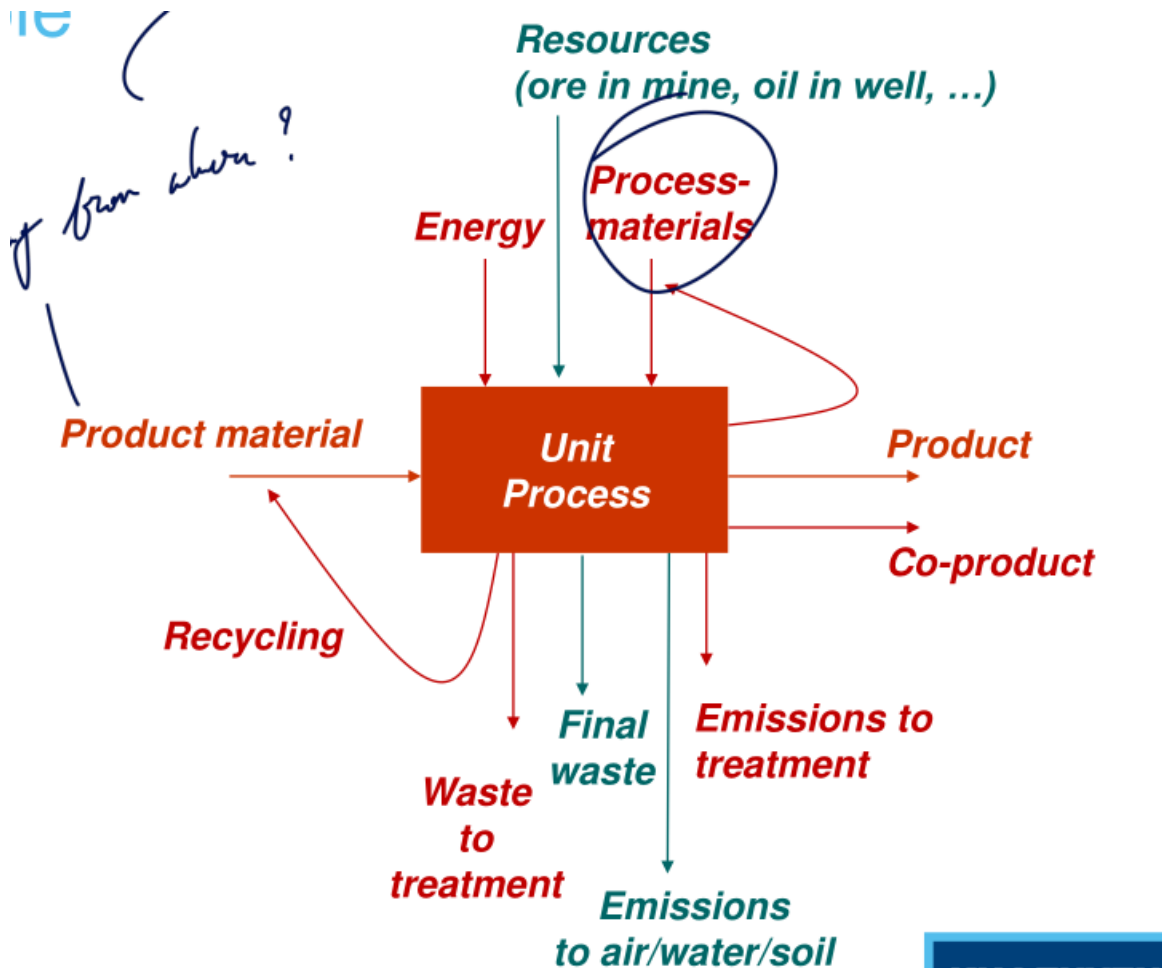 Resources
(ore in mine, oil in well, …)
from where?
Process-
materials
Energy
Product material
Unit
Process
Product
Co-product
Recycling
Final
waste
Emissions to
treatment
Waste
to
treatment
Emissions
to air/water/soil